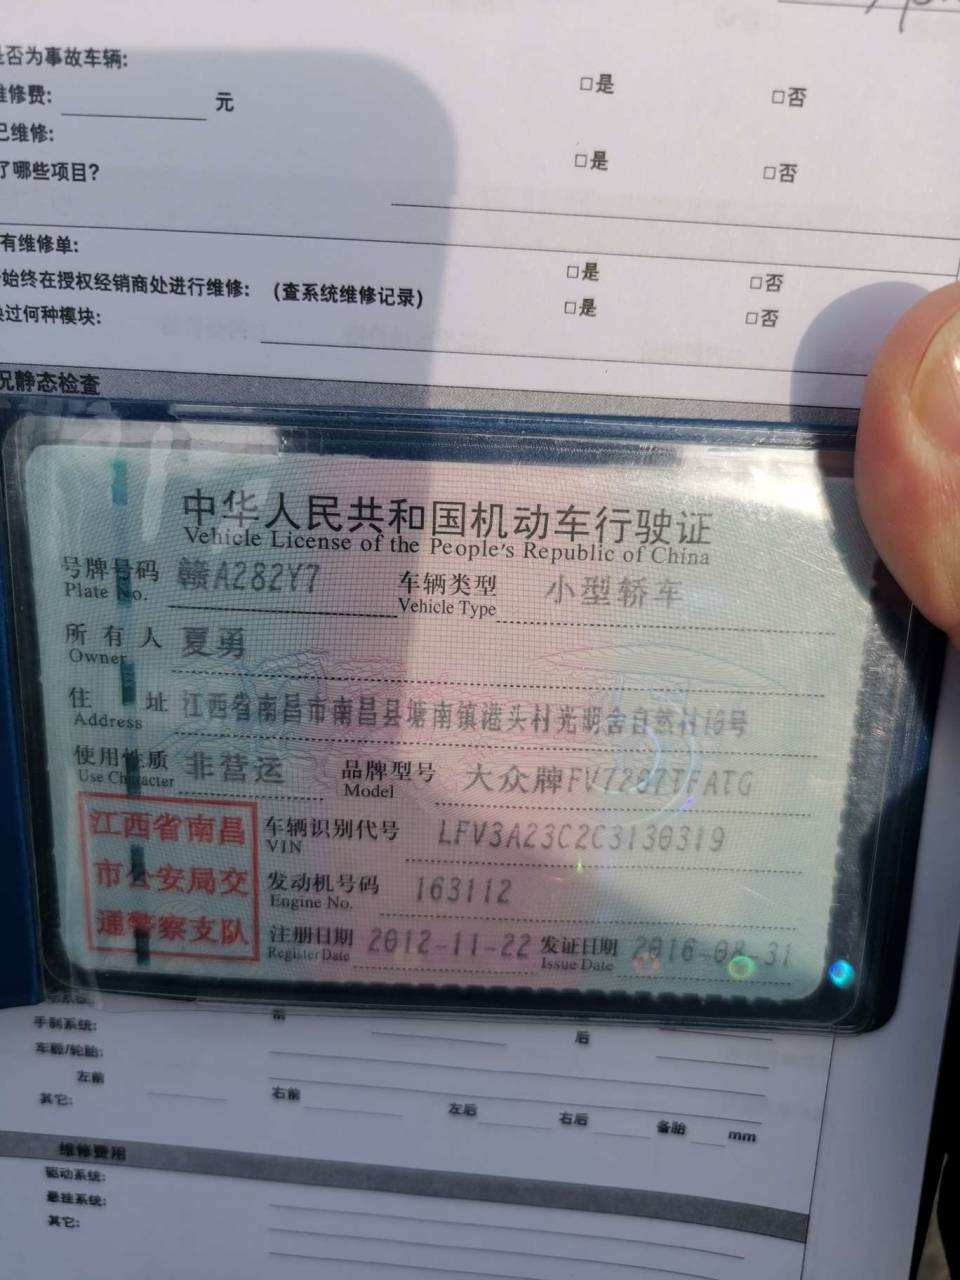 是否为事故车辆: □是 □否
维修费: 元
已维修: □是 □否
了哪些项目?
有维修单: □是 □否
始终在授权经销商处进行维修: (查系统维修记录) □是 □否
换过何种模块:
况静态检查
中华人民共和国机动车行驶证
Vehicle License of the People's Republic of China
号牌号码 赣A282Y7 车辆类型 小型轿车
Plate No. Vehicle Type
所有人 夏勇
Owner
住址 江西省南昌市南昌县塘南镇港头村光明舍自然村18号
Address
使用性质 非营运 品牌型号 大众牌FV7207TFATG
Use Character Model
江西省南昌
市公安局交
通警察支队
车辆识别代号 LFV3A23C2C3130319
VIN
发动机号码 163112
Engine No.
注册日期 2012-11-22 发证日期 2016-08-31
Register Date Issue Date
前 后
手制系统:
车毂/轮胎:
左前 右前 左后 右后 备胎 mm
其它:
维修费用
驱动系统:
悬挂系统:
其它: